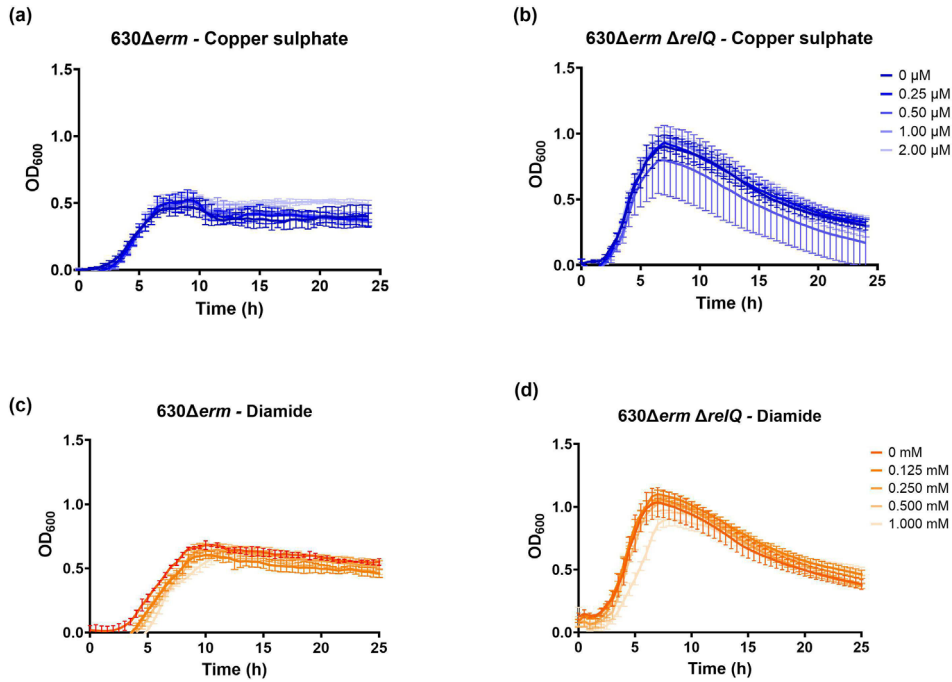 (a)
630Δerm - Copper sulphate
1.5
1.0
0.5
0.0
OD600
0 5 10 15 20 25
Time (h)
(b)
630Δerm ΔrelQ - Copper sulphate
1.5
1.0
0.5
0.0
OD600
0 5 10 15 20 25
Time (h)
0 µM
0.25 µM
0.50 µM
1.00 µM
2.00 µM
(c)
630Δerm - Diamide
1.5
1.0
0.5
0.0
OD600
0 5 10 15 20 25
Time (h)
(d)
630Δerm ΔrelQ - Diamide
1.5
1.0
0.5
0.0
OD600
0 5 10 15 20 25
Time (h)
0 mM
0.125 mM
0.250 mM
0.500 mM
1.000 mM